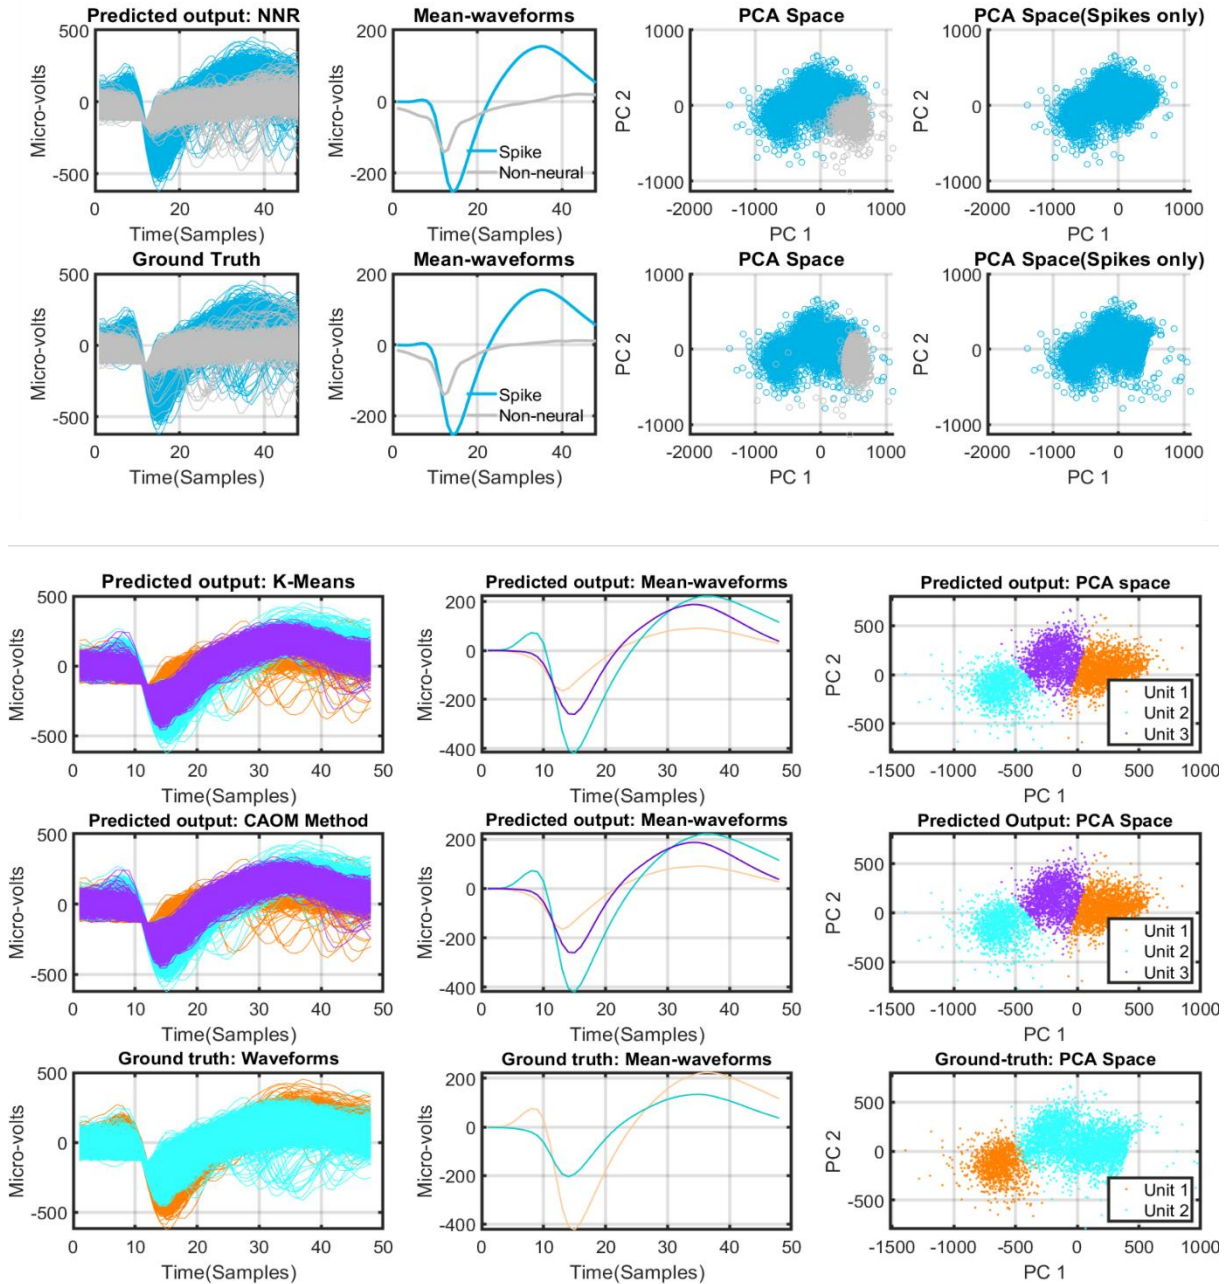 Predicted output: NNR
Micro-volts
500
0
-500
0
20
40
Time(Samples)
Mean-waveforms
200
0
-200
0
20
40
Spike
Non-neural
Time(Samples)
PCA Space
PC 2
1000
0
-1000
-2000
-1000
0
1000
PC 1
PCA Space(Spikes only)
PC 2
1000
0
-1000
-2000
-1000
0
1000
PC 1
Ground Truth
Micro-volts
500
0
-500
0
20
40
Time(Samples)
Mean-waveforms
200
0
-200
0
20
40
Spike
Non-neural
Time(Samples)
PCA Space
PC 2
1000
0
-1000
-2000
-1000
0
1000
PC 1
PCA Space(Spikes only)
PC 2
1000
0
-1000
-2000
-1000
0
1000
PC 1
Predicted output: K-Means
Micro-volts
500
0
-500
0
10
20
30
40
50
Time(Samples)
Predicted output: Mean-waveforms
Micro-volts
200
0
-200
-400
0
10
20
30
40
50
Time(Samples)
Predicted output: PCA space
PC 2
500
0
-500
-1500
-1000
-500
0
500
1000
Unit 1
Unit 2
Unit 3
PC 1
Predicted output: CAOM Method
Micro-volts
500
0
-500
0
10
20
30
40
50
Time(Samples)
Predicted output: Mean-waveforms
Micro-volts
200
0
-200
-400
0
10
20
30
40
50
Time(Samples)
Predicted Output: PCA Space
PC 2
500
0
-500
-1500
-1000
-500
0
500
1000
Unit 1
Unit 2
Unit 3
PC 1
Ground truth: Waveforms
Micro-volts
500
0
-500
0
10
20
30
40
50
Time(Samples)
Ground truth: Mean-waveforms
Micro-volts
200
0
-200
-400
0
10
20
30
40
50
Time(Samples)
Ground-truth: PCA Space
PC 2
500
0
-500
-1500
-1000
-500
0
500
1000
Unit 1
Unit 2
PC 1